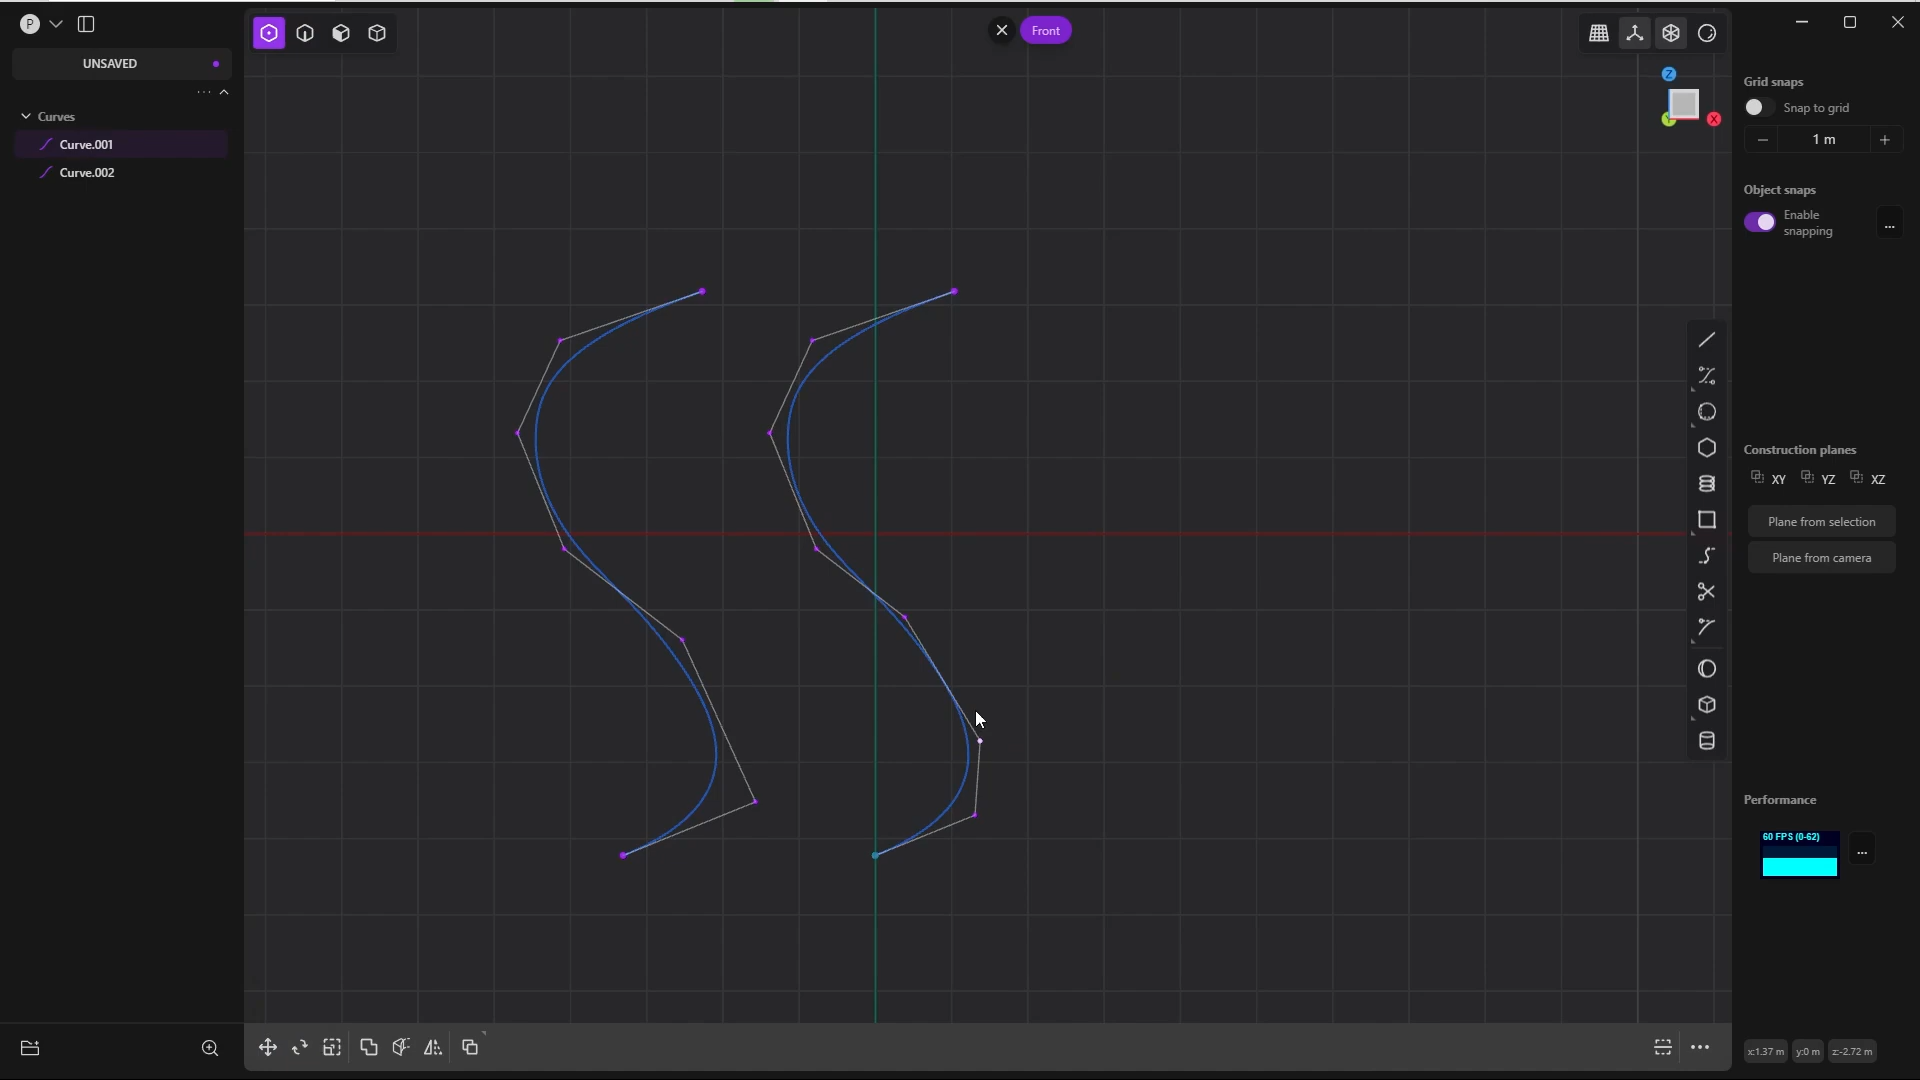 P
UNSAVED
...
Curves
Curve.001
Curve.002
Front
Z
Y
X
Grid snaps
Snap to grid
1 m
Object snaps
Enable
snapping
...
Construction planes
XY
YZ
XZ
Plane from selection
Plane from camera
Performance
60 FPS (0-62)
...
x:1.37 m
y:0 m
z:-2.72 m